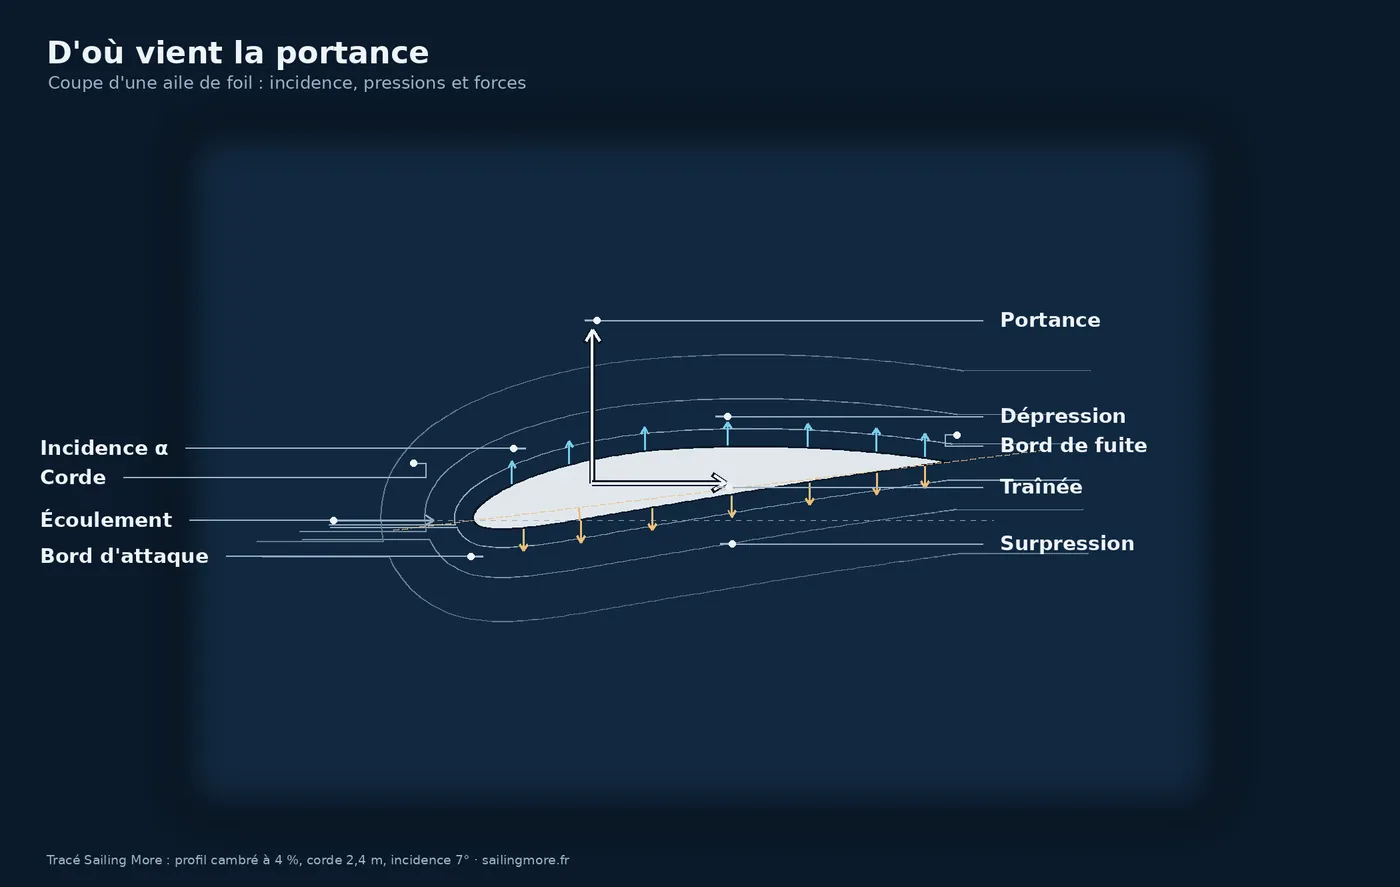 D'où vient la portance
Coupe d'une aile de foil : incidence, pressions et forces
Portance
Dépression
Bord de fuite
Traînée
Surpression
Incidence α
Corde
Écoulement
Bord d'attaque
Tracé Sailing More : profil cambré à 4 %, corde 2,4 m, incidence 7° · sailingmore.fr